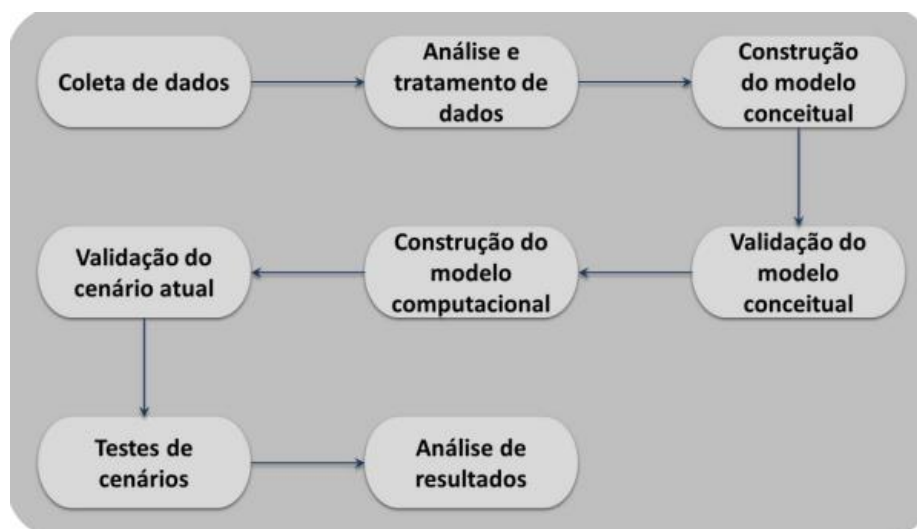 Coleta de dados
Análise e
tratamento de
dados
Construção
do modelo
conceitual
Validação do
modelo
conceitual
Construção do
modelo
computacional
Validação do
cenário atual
Testes de
cenários
Análise de
resultados